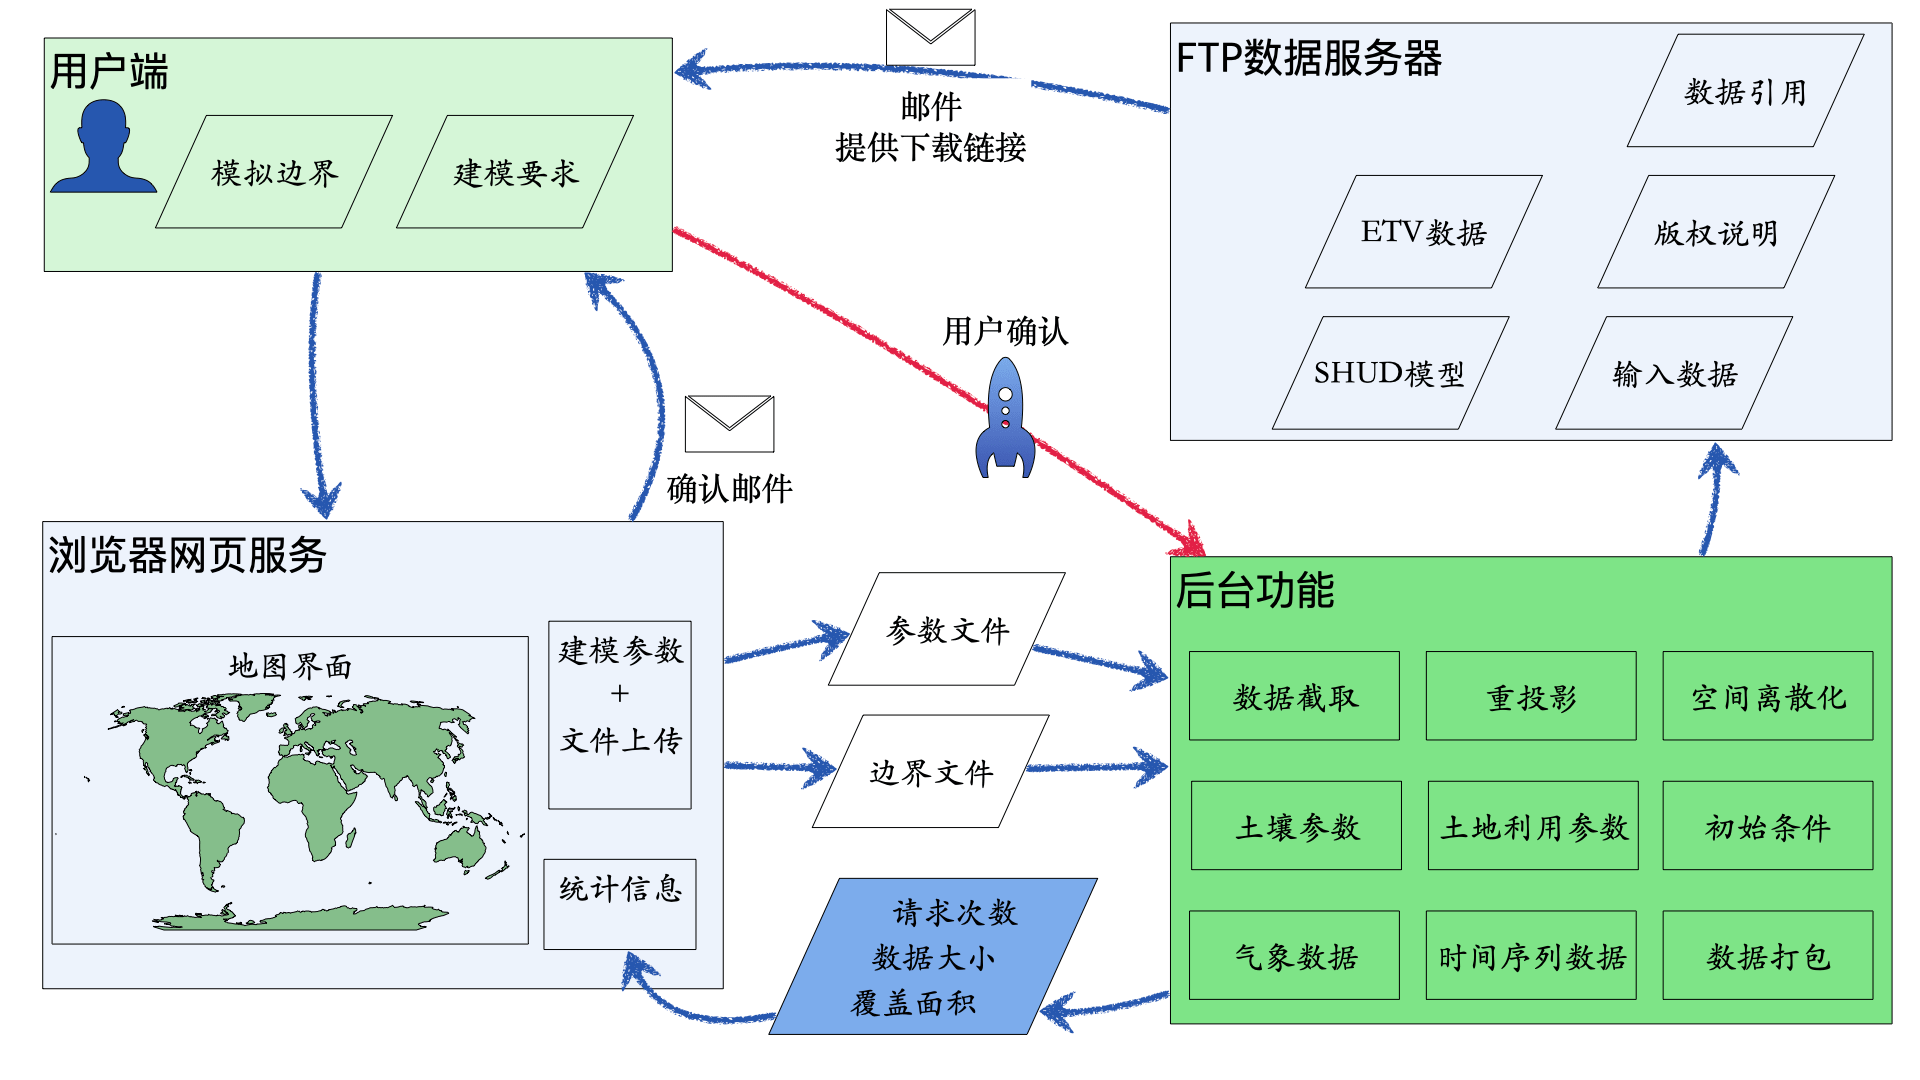 用户端
模拟边界
建模要求
邮件
提供下载链接
FTP数据服务器
数据引用
ETV数据
版权说明
SHUD模型
输入数据
用户确认
确认邮件
浏览器网页服务
地图界面
建模参数
+
文件上传
统计信息
参数文件
边界文件
请求次数
数据大小
覆盖面积
后台功能
数据截取
重投影
空间离散化
土壤参数
土地利用参数
初始条件
气象数据
时间序列数据
数据打包